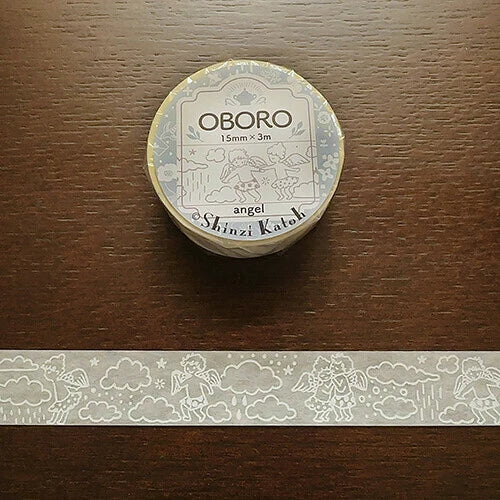 OBORO
15mm × 3m
angel
© Shinzi Katoh